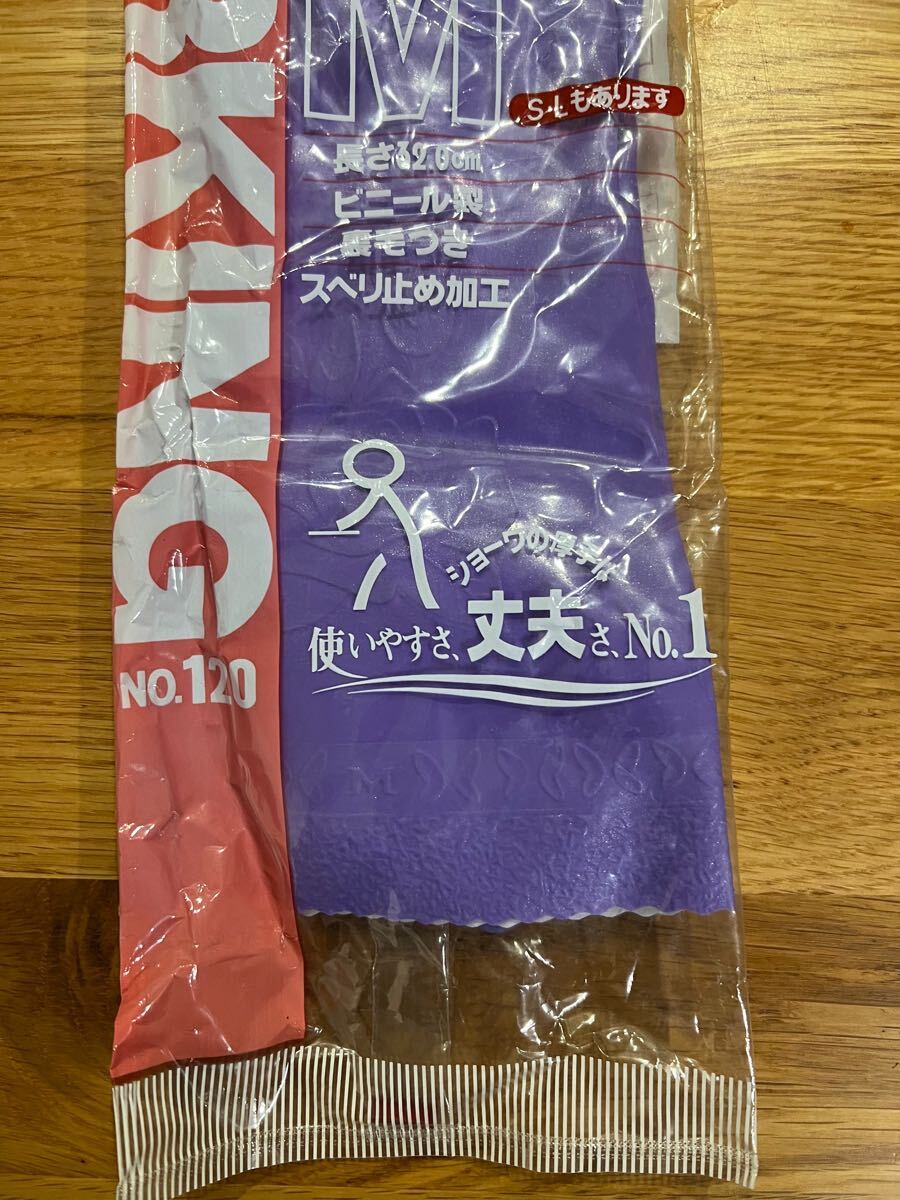 RKING
NO.120
M
S・Lもあります
長さ32.0cm
ビニール製
裏毛つき
スベリ止め加工
ショーワの厚手は
使いやすさ、丈夫さ、No.1